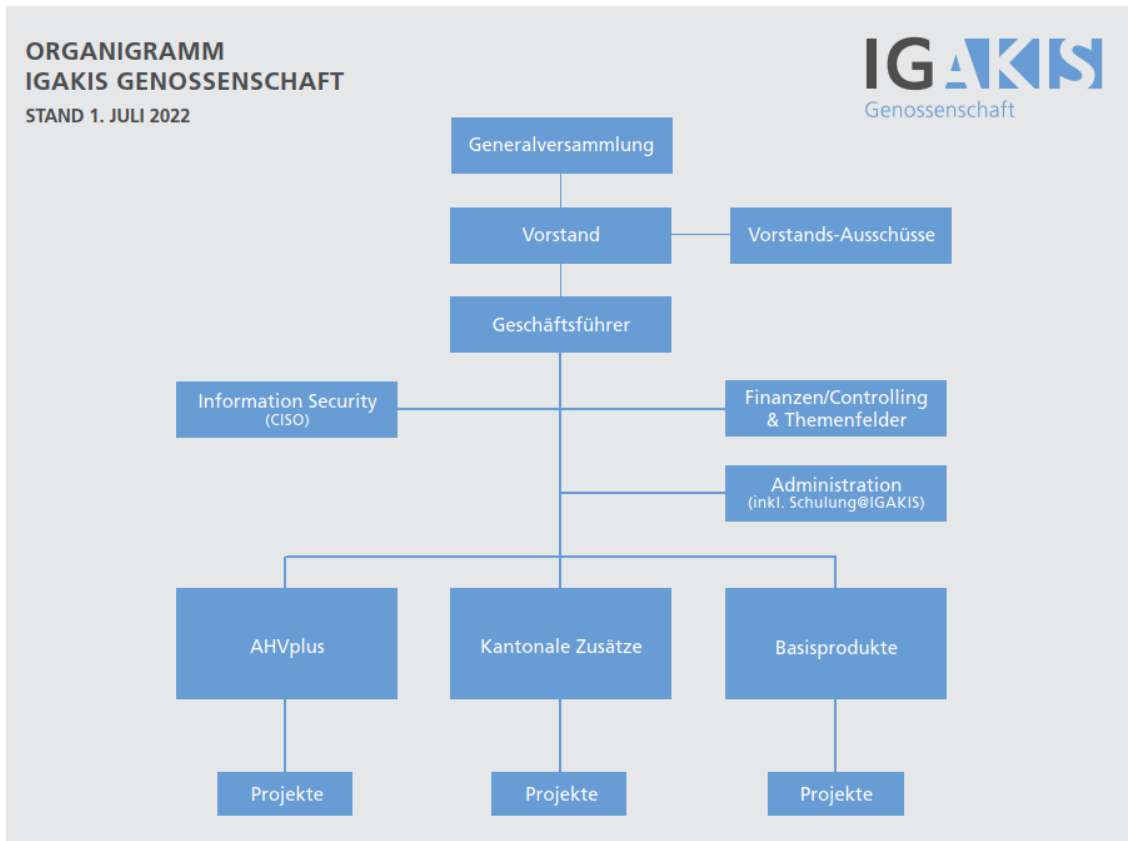 ORGANIGRAMM
IGAKIS GENOSSENSCHAFT
STAND 1. JULI 2022
IGAKIS
Genossenschaft
Generalversammlung
Vorstand
Vorstands-Ausschüsse
Geschäftsführer
Information Security
(CISO)
Finanzen/Controlling
& Themenfelder
Administration
(inkl. Schulung@IGAKIS)
AHVplus
Kantonale Zusätze
Basisprodukte
Projekte
Projekte
Projekte